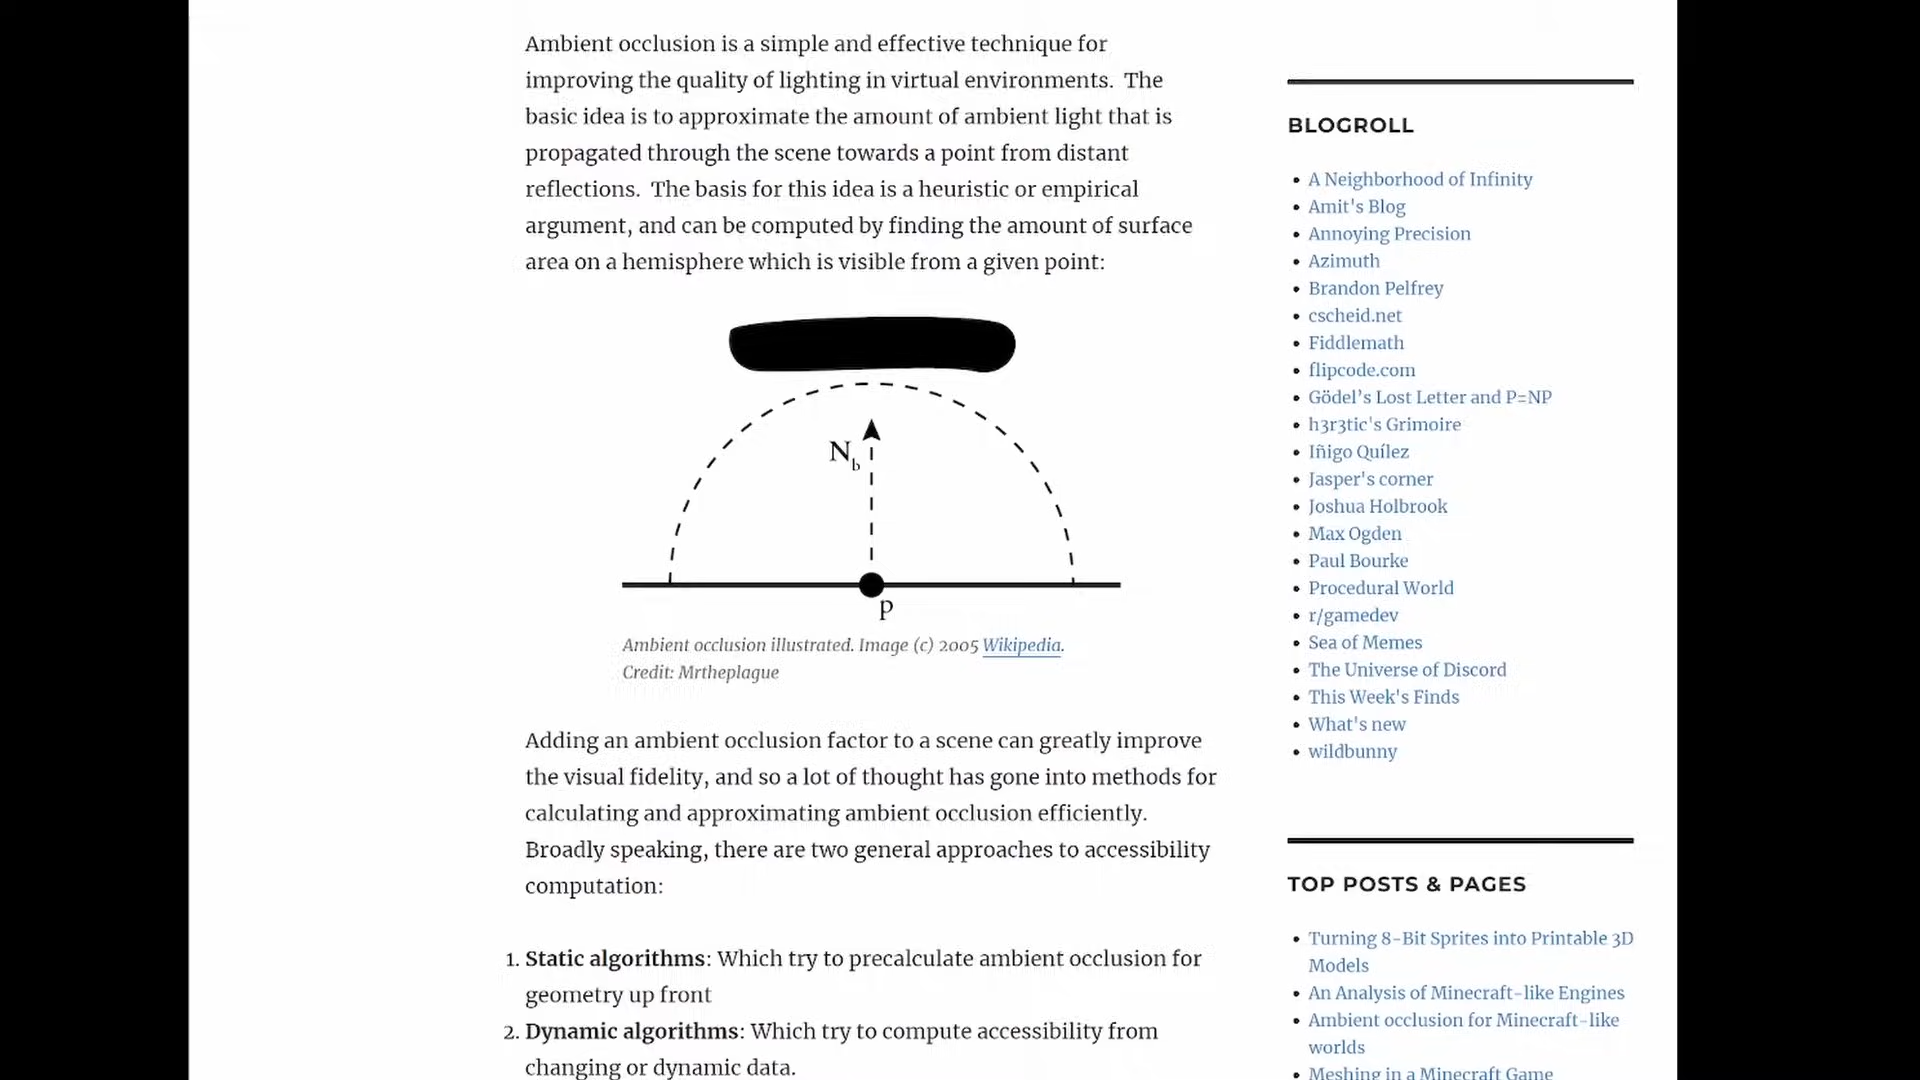 Ambient occlusion is a simple and effective technique for
improving the quality of lighting in virtual environments.  The
basic idea is to approximate the amount of ambient light that is
propagated through the scene towards a point from distant
reflections.  The basis for this idea is a heuristic or empirical
argument, and can be computed by finding the amount of surface
area on a hemisphere which is visible from a given point:
Nb
p
Ambient occlusion illustrated. Image (c) 2005 Wikipedia.
Credit: Mrtheplague
Adding an ambient occlusion factor to a scene can greatly improve
the visual fidelity, and so a lot of thought has gone into methods for
calculating and approximating ambient occlusion efficiently.
Broadly speaking, there are two general approaches to accessibility
computation:
1. Static algorithms: Which try to precalculate ambient occlusion for
geometry up front
2. Dynamic algorithms: Which try to compute accessibility from
changing or dynamic data.
BLOGROLL
A Neighborhood of Infinity
Amit's Blog
Annoying Precision
Azimuth
Brandon Pelfrey
cscheid.net
Fiddlemath
flipcode.com
Gödel's Lost Letter and P=NP
h3r3tic's Grimoire
Iñigo Quílez
Jasper's corner
Joshua Holbrook
Max Ogden
Paul Bourke
Procedural World
r/gamedev
Sea of Memes
The Universe of Discord
This Week's Finds
What's new
wildbunny
TOP POSTS & PAGES
Turning 8-Bit Sprites into Printable 3D
Models
An Analysis of Minecraft-like Engines
Ambient occlusion for Minecraft-like
worlds
Meshing in a Minecraft Game